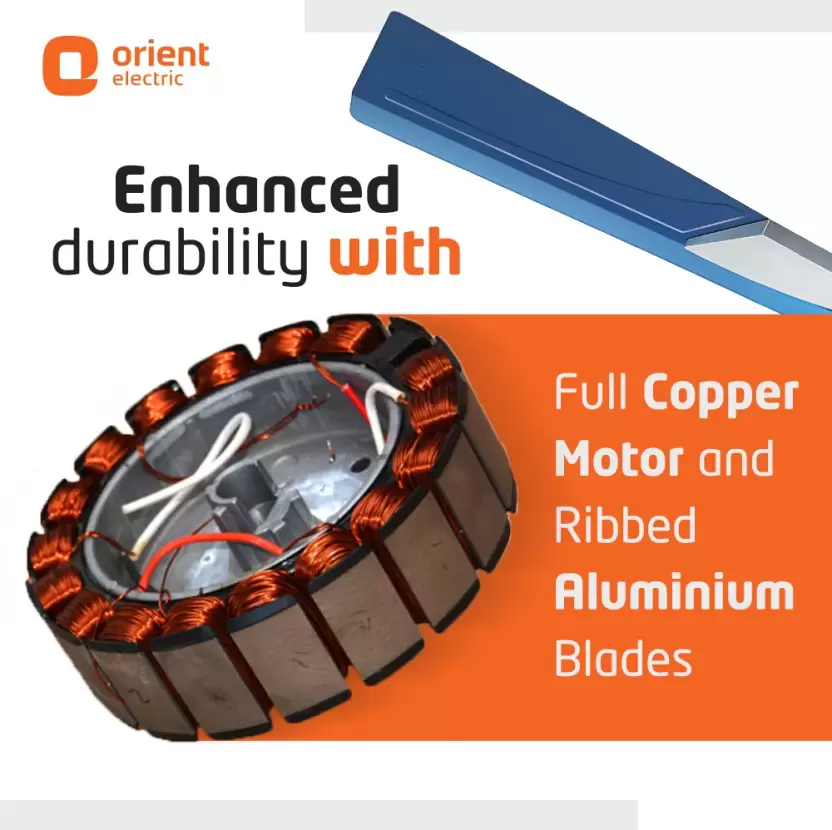 orient
electric
Enhanced
durability with
Full Copper
Motor and
Ribbed
Aluminium
Blades